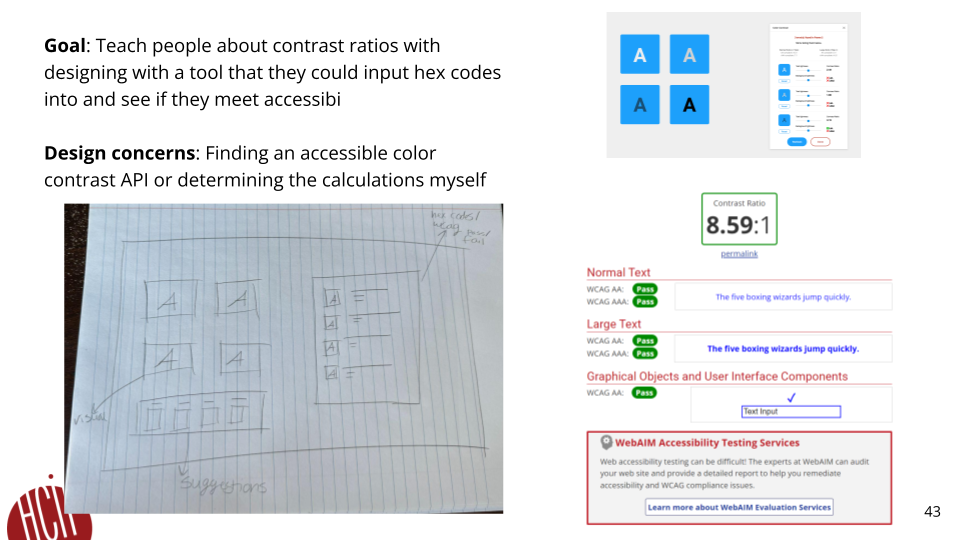 Goal: Teach people about contrast ratios with
designing with a tool that they could input hex codes
into and see if they meet accessibi
Design concerns: Finding an accessible color
contrast API or determining the calculations myself
A A
A A
hex codes/
wcag
pass/
fail
A A
A A
A
A
A
A
visual
suggestions
Contrast Ratio
8.59:1
permalink
Normal Text
WCAG AA: Pass
WCAG AAA: Pass
The five boxing wizards jump quickly.
Large Text
WCAG AA: Pass
WCAG AAA: Pass
The five boxing wizards jump quickly.
Graphical Objects and User Interface Components
WCAG AA: Pass
Text Input
WebAIM Accessibility Testing Services
Web accessibility testing can be difficult! The experts at WebAIM can audit
your web site and provide a detailed report to help you remediate
accessibility and WCAG compliance issues.
Learn more about WebAIM Evaluation Services
HCII
43